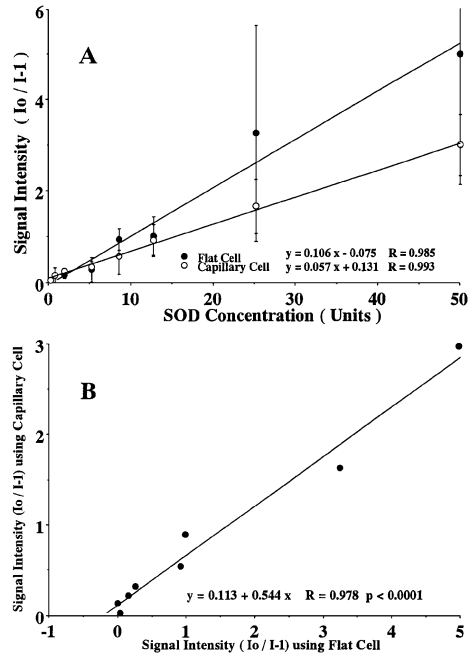 6
A
4
2
0
Signal Intensity ( Io / I-1 )
Flat Cell y = 0.106 x - 0.075 R = 0.985
Capillary Cell y = 0.057 x + 0.131 R = 0.993
0 10 20 30 40 50
SOD Concentration ( Units )
3
B
2
1
0
Signal Intensity (Io / I-1) using Capillary Cell
y = 0.113 + 0.544 x R = 0.978 p < 0.0001
-1 0 1 2 3 4 5
Signal Intensity ( Io / I-1) using Flat Cell